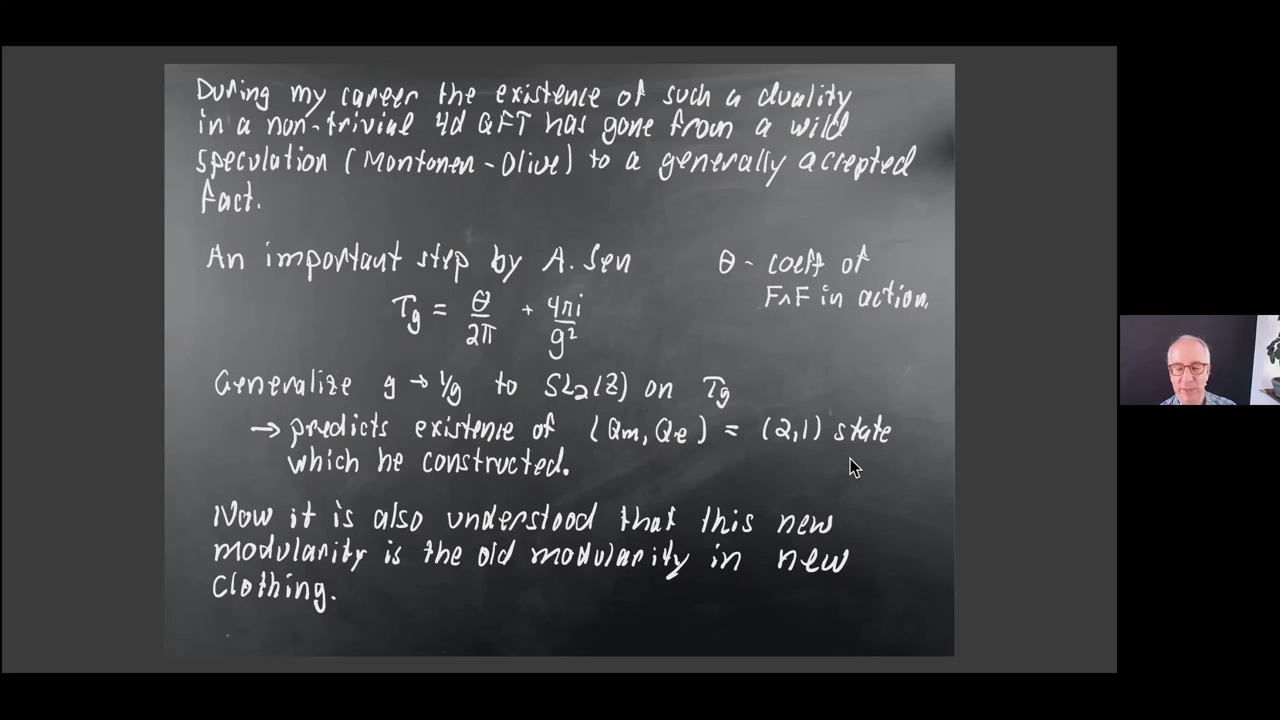 During my career the existence of such a duality
in a non-trivial 4d QFT has gone from a wild
speculation (Montonen-Olive) to a generally accepted
fact.
An important step by A. Sen
θ - coeff of
F∧F in action.
τg = θ/2π + 4πi/g²
Generalize g → 1/g to SL2(Z) on τg
→ predicts existence of (Qm, Qe) = (2,1) state
which he constructed.
Now it is also understood that this new
modularity is the old modularity in new
clothing.